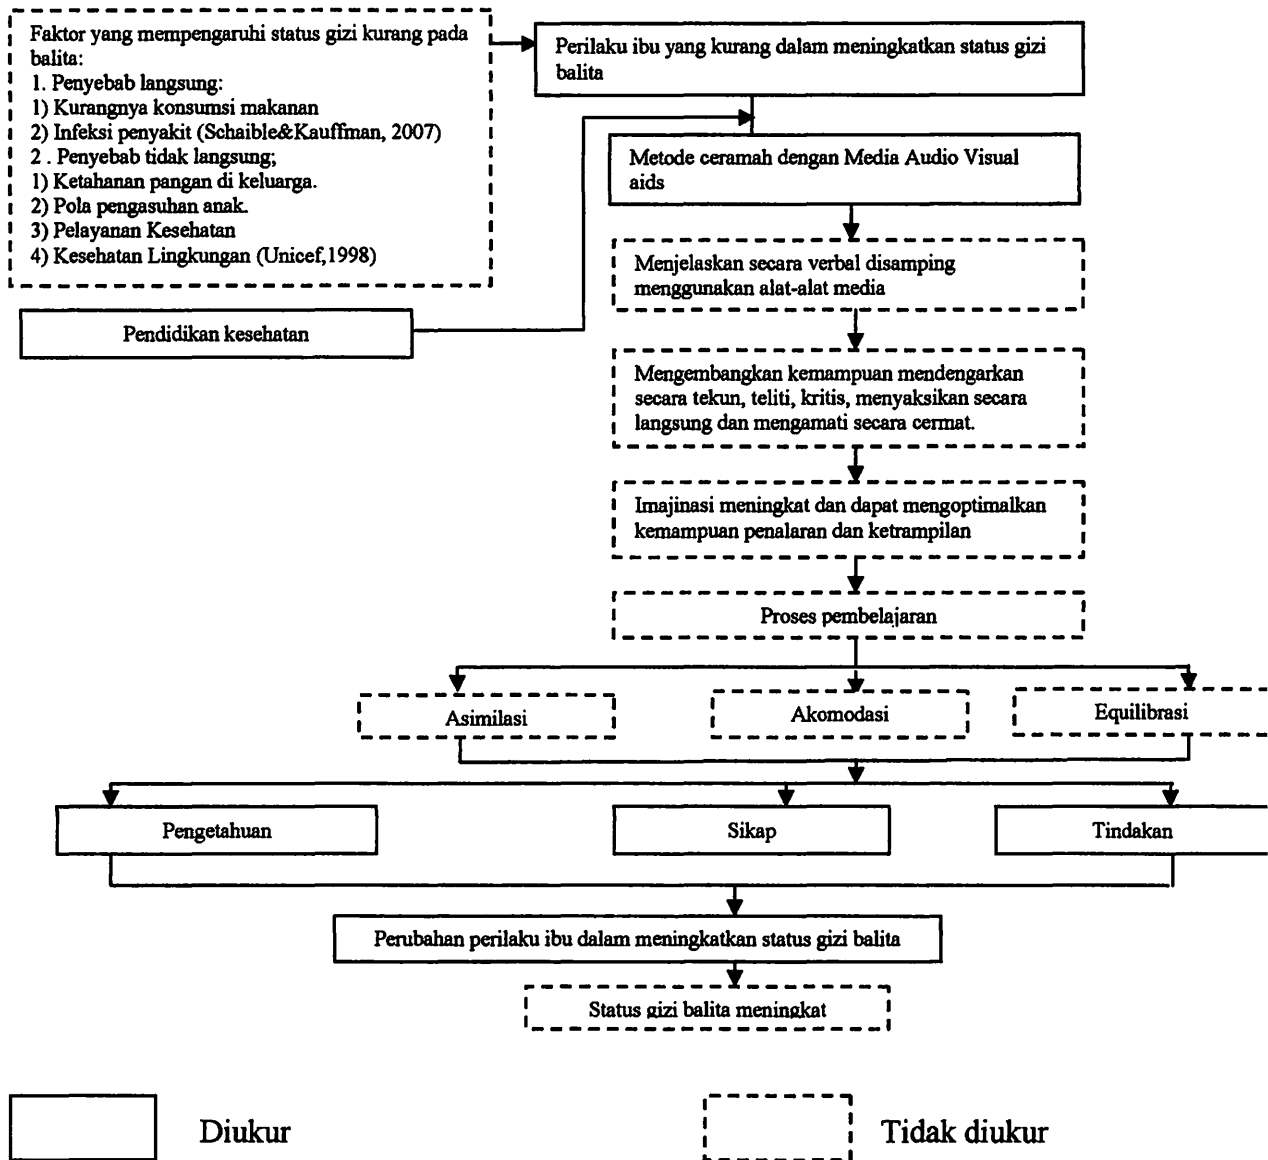 Faktor yang mempengaruhi status gizi kurang pada
balita:
1. Penyebab langsung:
1) Kurangnya konsumsi makanan
2) Infeksi penyakit (Schaible&Kauffman, 2007)
2 . Penyebab tidak langsung;
1) Ketahanan pangan di keluarga.
2) Pola pengasuhan anak.
3) Pelayanan Kesehatan
4) Kesehatan Lingkungan (Unicef,1998)
Perilaku ibu yang kurang dalam meningkatkan status gizi
balita
Pendidikan kesehatan
Metode ceramah dengan Media Audio Visual
aids
Menjelaskan secara verbal disamping
menggunakan alat-alat media
Mengembangkan kemampuan mendengarkan
secara tekun, teliti, kritis, menyaksikan secara
langsung dan mengamati secara cermat.
Imajinasi meningkat dan dapat mengoptimalkan
kemampuan penalaran dan ketrampilan
Proses pembelajaran
Asimilasi
Akomodasi
Equilibrasi
Pengetahuan
Sikap
Tindakan
Perubahan perilaku ibu dalam meningkatkan status gizi balita
Status gizi balita meningkat
Diukur
Tidak diukur